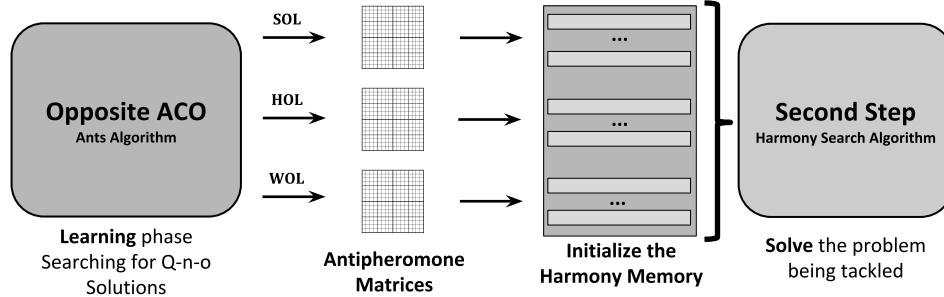 Opposite ACO
Ants Algorithm
Learning phase
Searching for Q-n-o
Solutions
SOL
HOL
WOL
Antipheromone
Matrices
...
...
...
Initialize the
Harmony Memory
Second Step
Harmony Search Algorithm
Solve the problem
being tackled